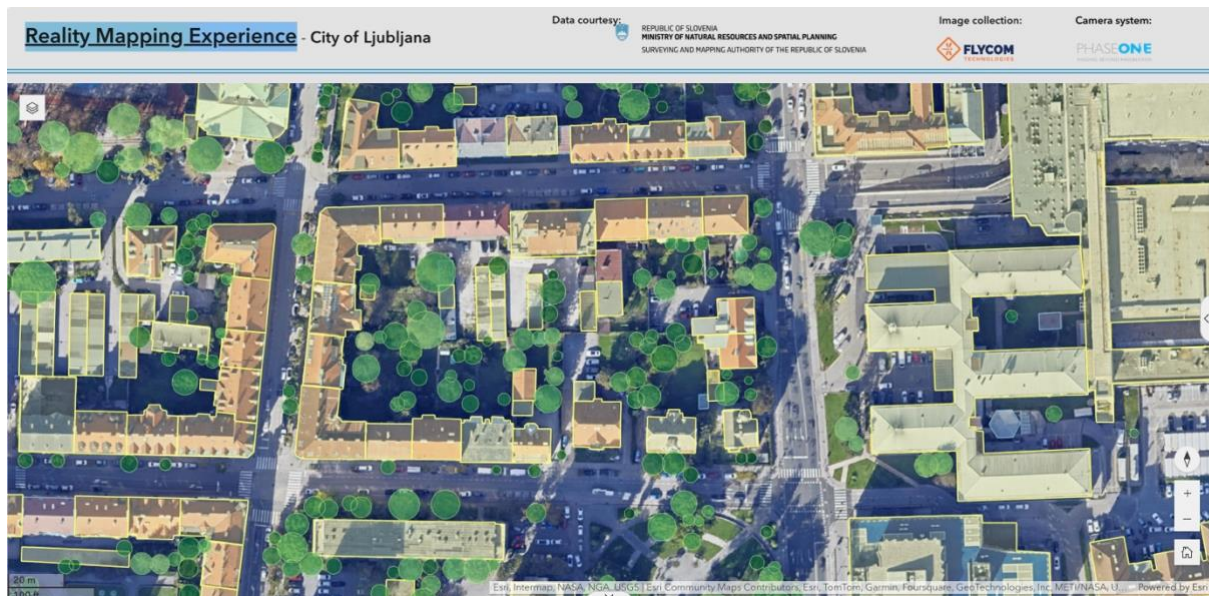 Reality Mapping Experience - City of Ljubljana
Data courtesy:
REPUBLIC OF SLOVENIA
MINISTRY OF NATURAL RESOURCES AND SPATIAL PLANNING
SURVEYING AND MAPPING AUTHORITY OF THE REPUBLIC OF SLOVENIA
Image collection:
FLYCOM
TECHNOLOGIES
Camera system:
PHASEONE
20 m
100 ft
Esri, Intermap, NASA, NGA, USGS | Esri Community Maps Contributors, Esri, TomTom, Garmin, Foursquare, GeoTechnologies, Inc, METI/NASA, U... Powered by Esri